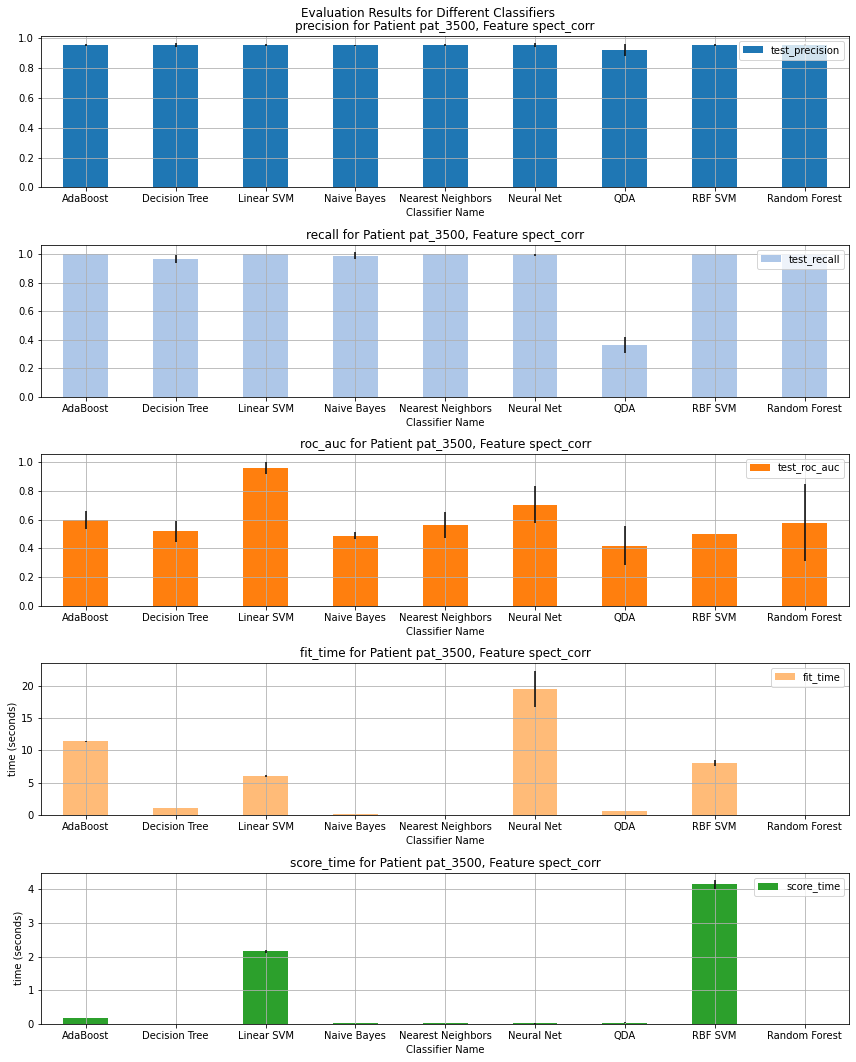 Evaluation Results for Different Classifiers
precision for Patient pat_3500, Feature spect_corr
1.0
0.8
0.6
0.4
0.2
0.0
test_precision
AdaBoost Decision Tree Linear SVM Naive Bayes Nearest Neighbors Neural Net QDA RBF SVM Random Forest
Classifier Name
recall for Patient pat_3500, Feature spect_corr
1.0
0.8
0.6
0.4
0.2
0.0
test_recall
AdaBoost Decision Tree Linear SVM Naive Bayes Nearest Neighbors Neural Net QDA RBF SVM Random Forest
Classifier Name
roc_auc for Patient pat_3500, Feature spect_corr
1.0
0.8
0.6
0.4
0.2
0.0
test_roc_auc
AdaBoost Decision Tree Linear SVM Naive Bayes Nearest Neighbors Neural Net QDA RBF SVM Random Forest
Classifier Name
fit_time for Patient pat_3500, Feature spect_corr
time (seconds)
20
15
10
5
0
fit_time
AdaBoost Decision Tree Linear SVM Naive Bayes Nearest Neighbors Neural Net QDA RBF SVM Random Forest
Classifier Name
score_time for Patient pat_3500, Feature spect_corr
time (seconds)
4
3
2
1
0
score_time
AdaBoost Decision Tree Linear SVM Naive Bayes Nearest Neighbors Neural Net QDA RBF SVM Random Forest
Classifier Name